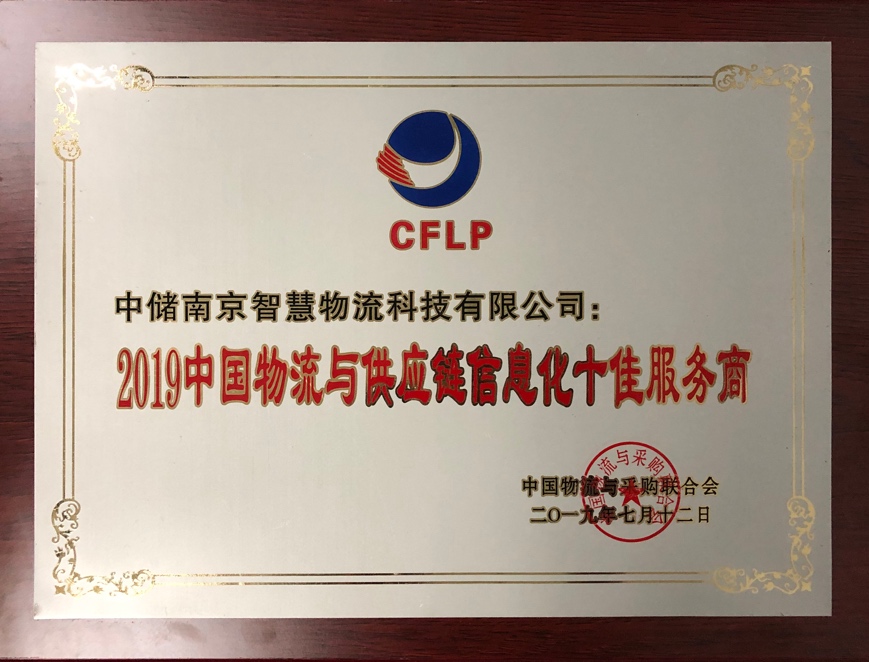 CFLP
中储南京智慧物流科技有限公司：
2019中国物流与供应链信息化十佳服务商
中国物流与采购联合会
二〇一九年七月十二日